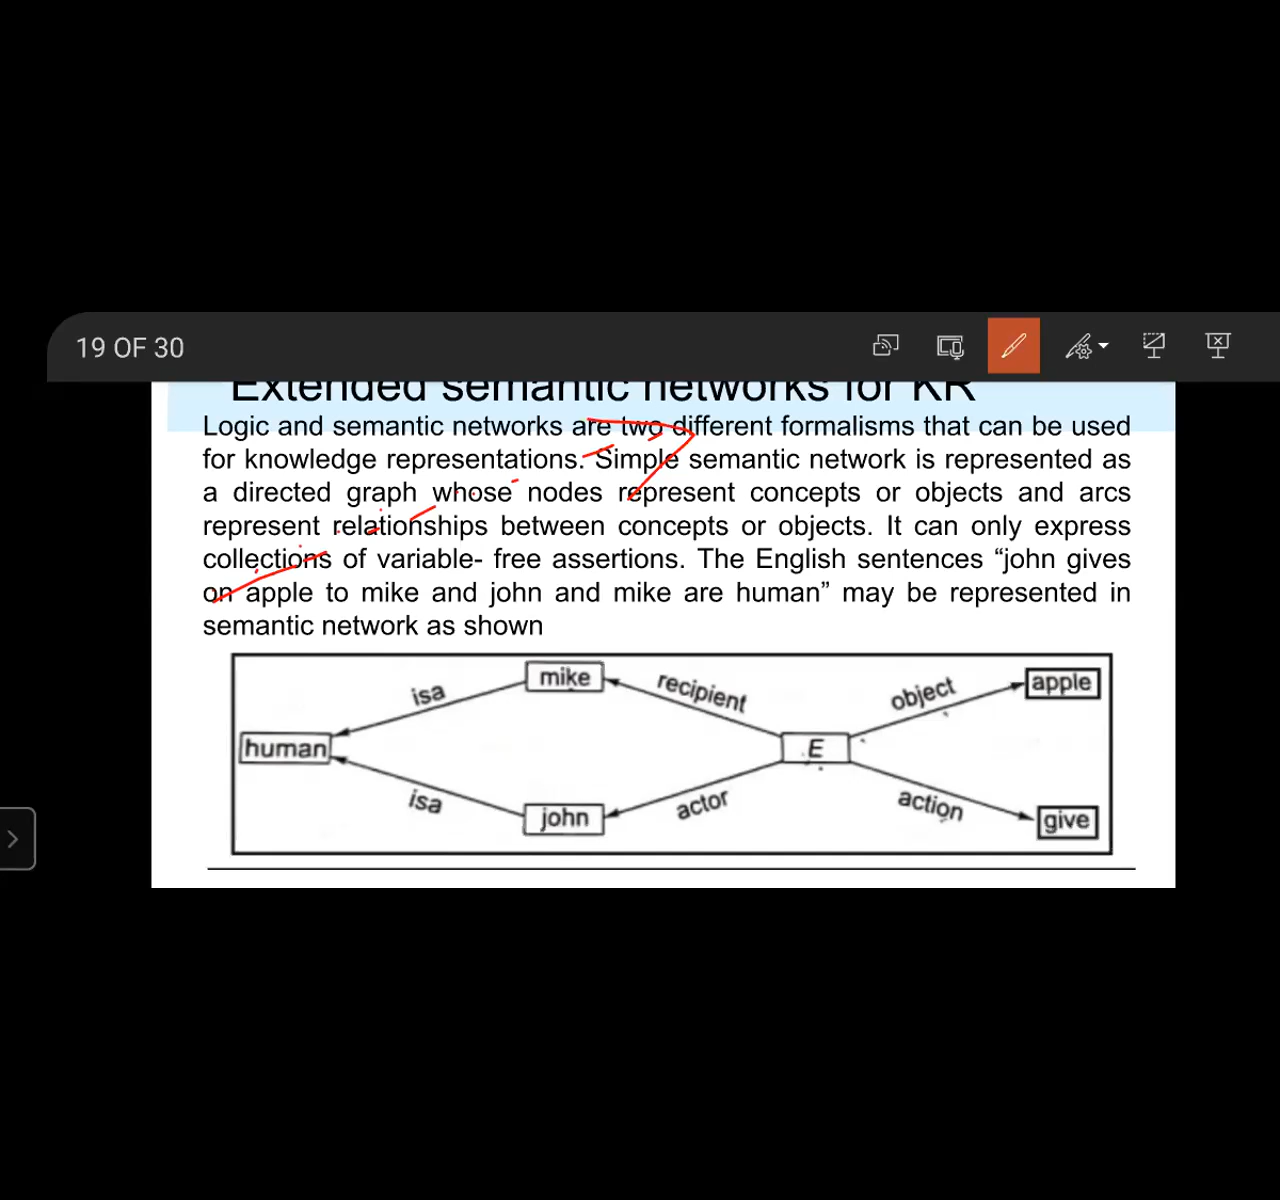 19 OF 30
Extended semantic networks for KR
Logic and semantic networks are two different formalisms that can be used
for knowledge representations. Simple semantic network is represented as
a directed graph whose nodes represent concepts or objects and arcs
represent relationships between concepts or objects. It can only express
collections of variable- free assertions. The English sentences “john gives
on apple to mike and john and mike are human” may be represented in
semantic network as shown
isa mike recipient object apple
human E
isa john actor action give